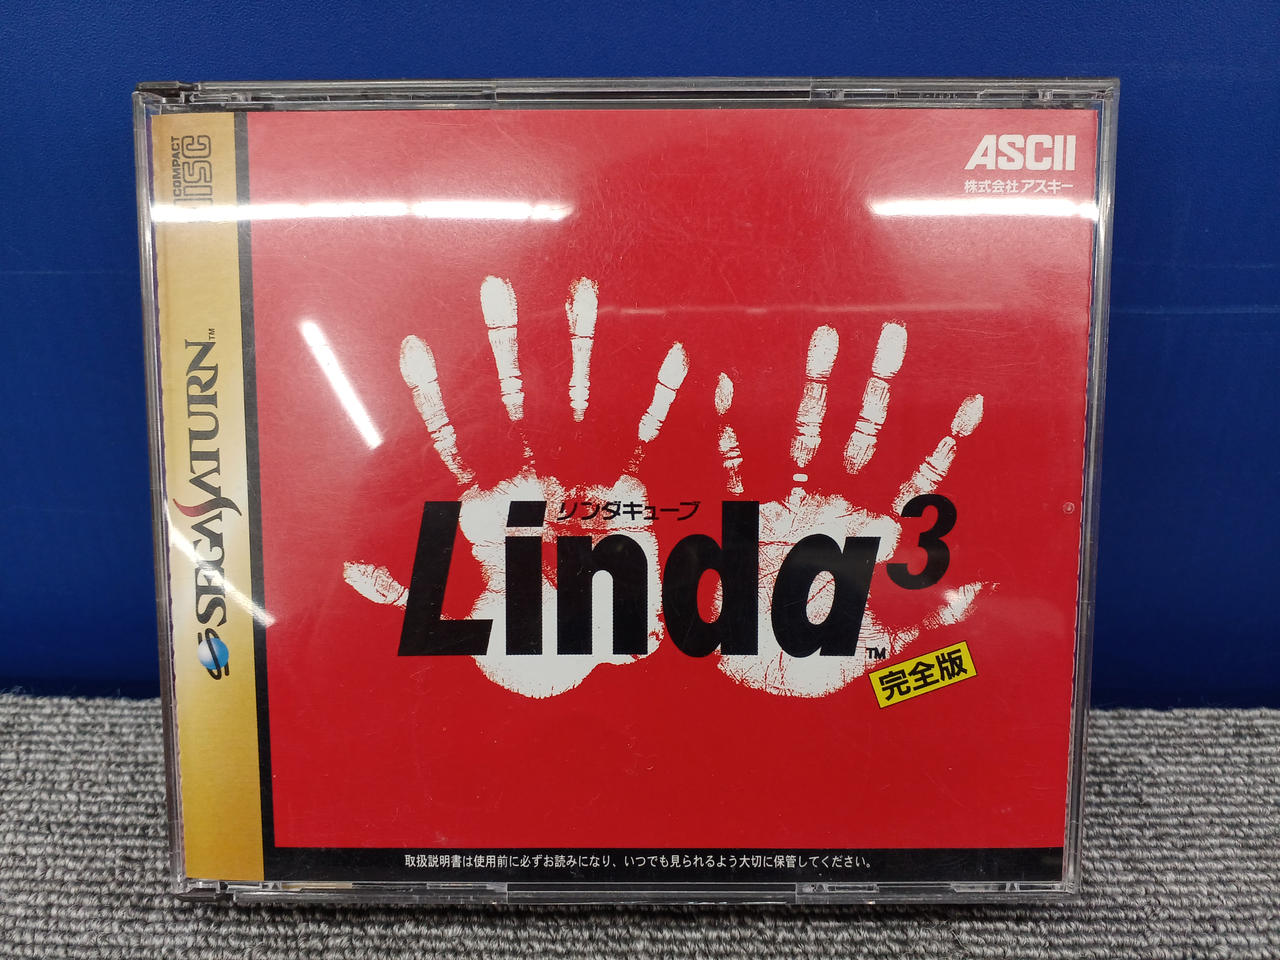 COMPACT
DISC
SEGA SATURN™
ASCII
株式会社アスキー
リンダキューブ
Linda³™
完全版
取扱説明書は使用前に必ずお読みになり、いつでも見られるよう大切に保管してください。